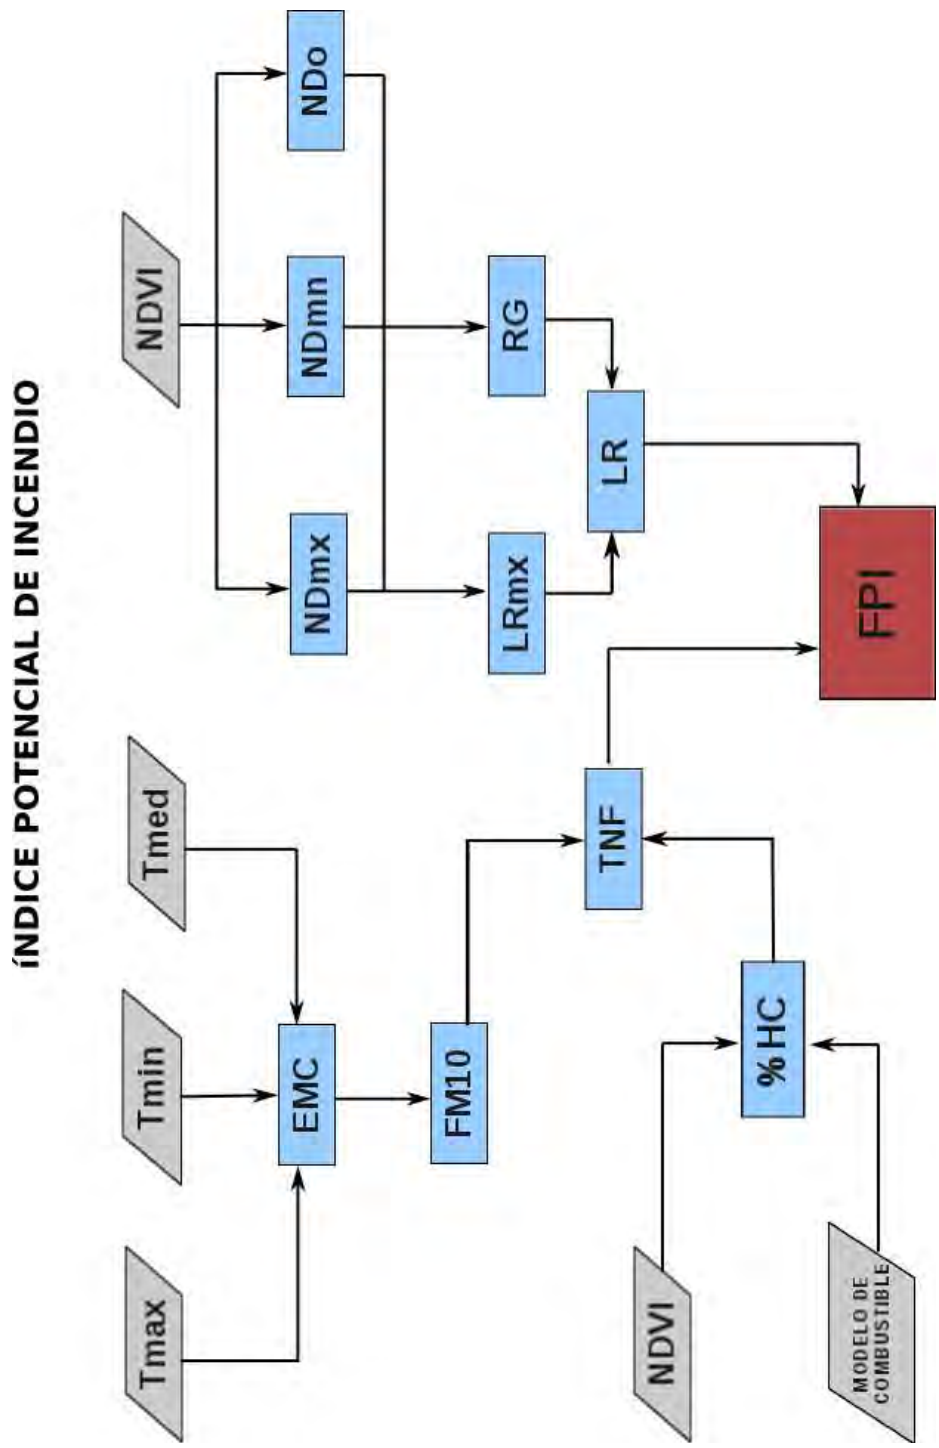 ÍNDICE POTENCIAL DE INCENDIO
Tmax
Tmin
Tmed
NDVI
EMC
NDmx
NDmn
NDo
FM10
LRmx
RG
NDVI
TNF
LR
%HC
MODELO DE
COMBUSTIBLE
FPI